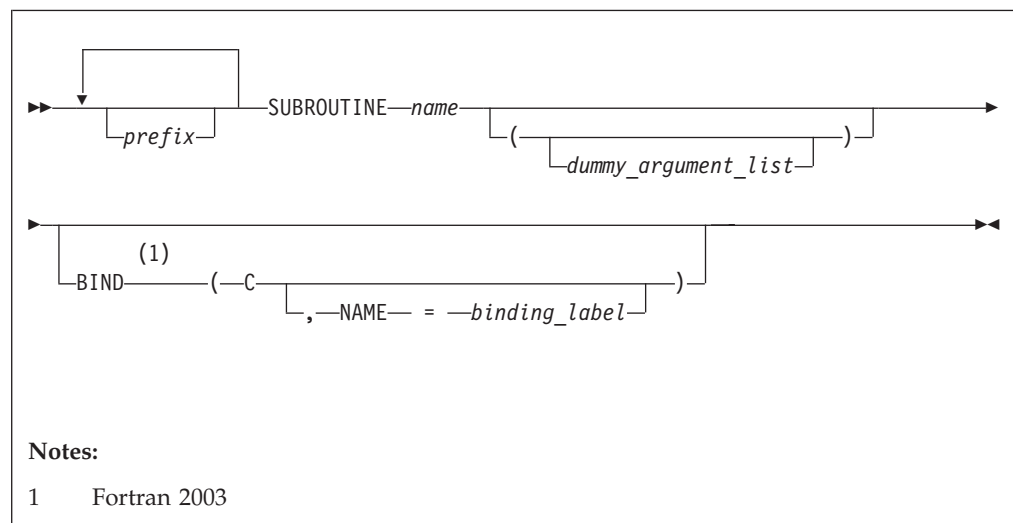 SUBROUTINE name
prefix
( )
dummy_argument_list
(1)
BIND ( C )
, NAME = binding_label
Notes:
1 Fortran 2003